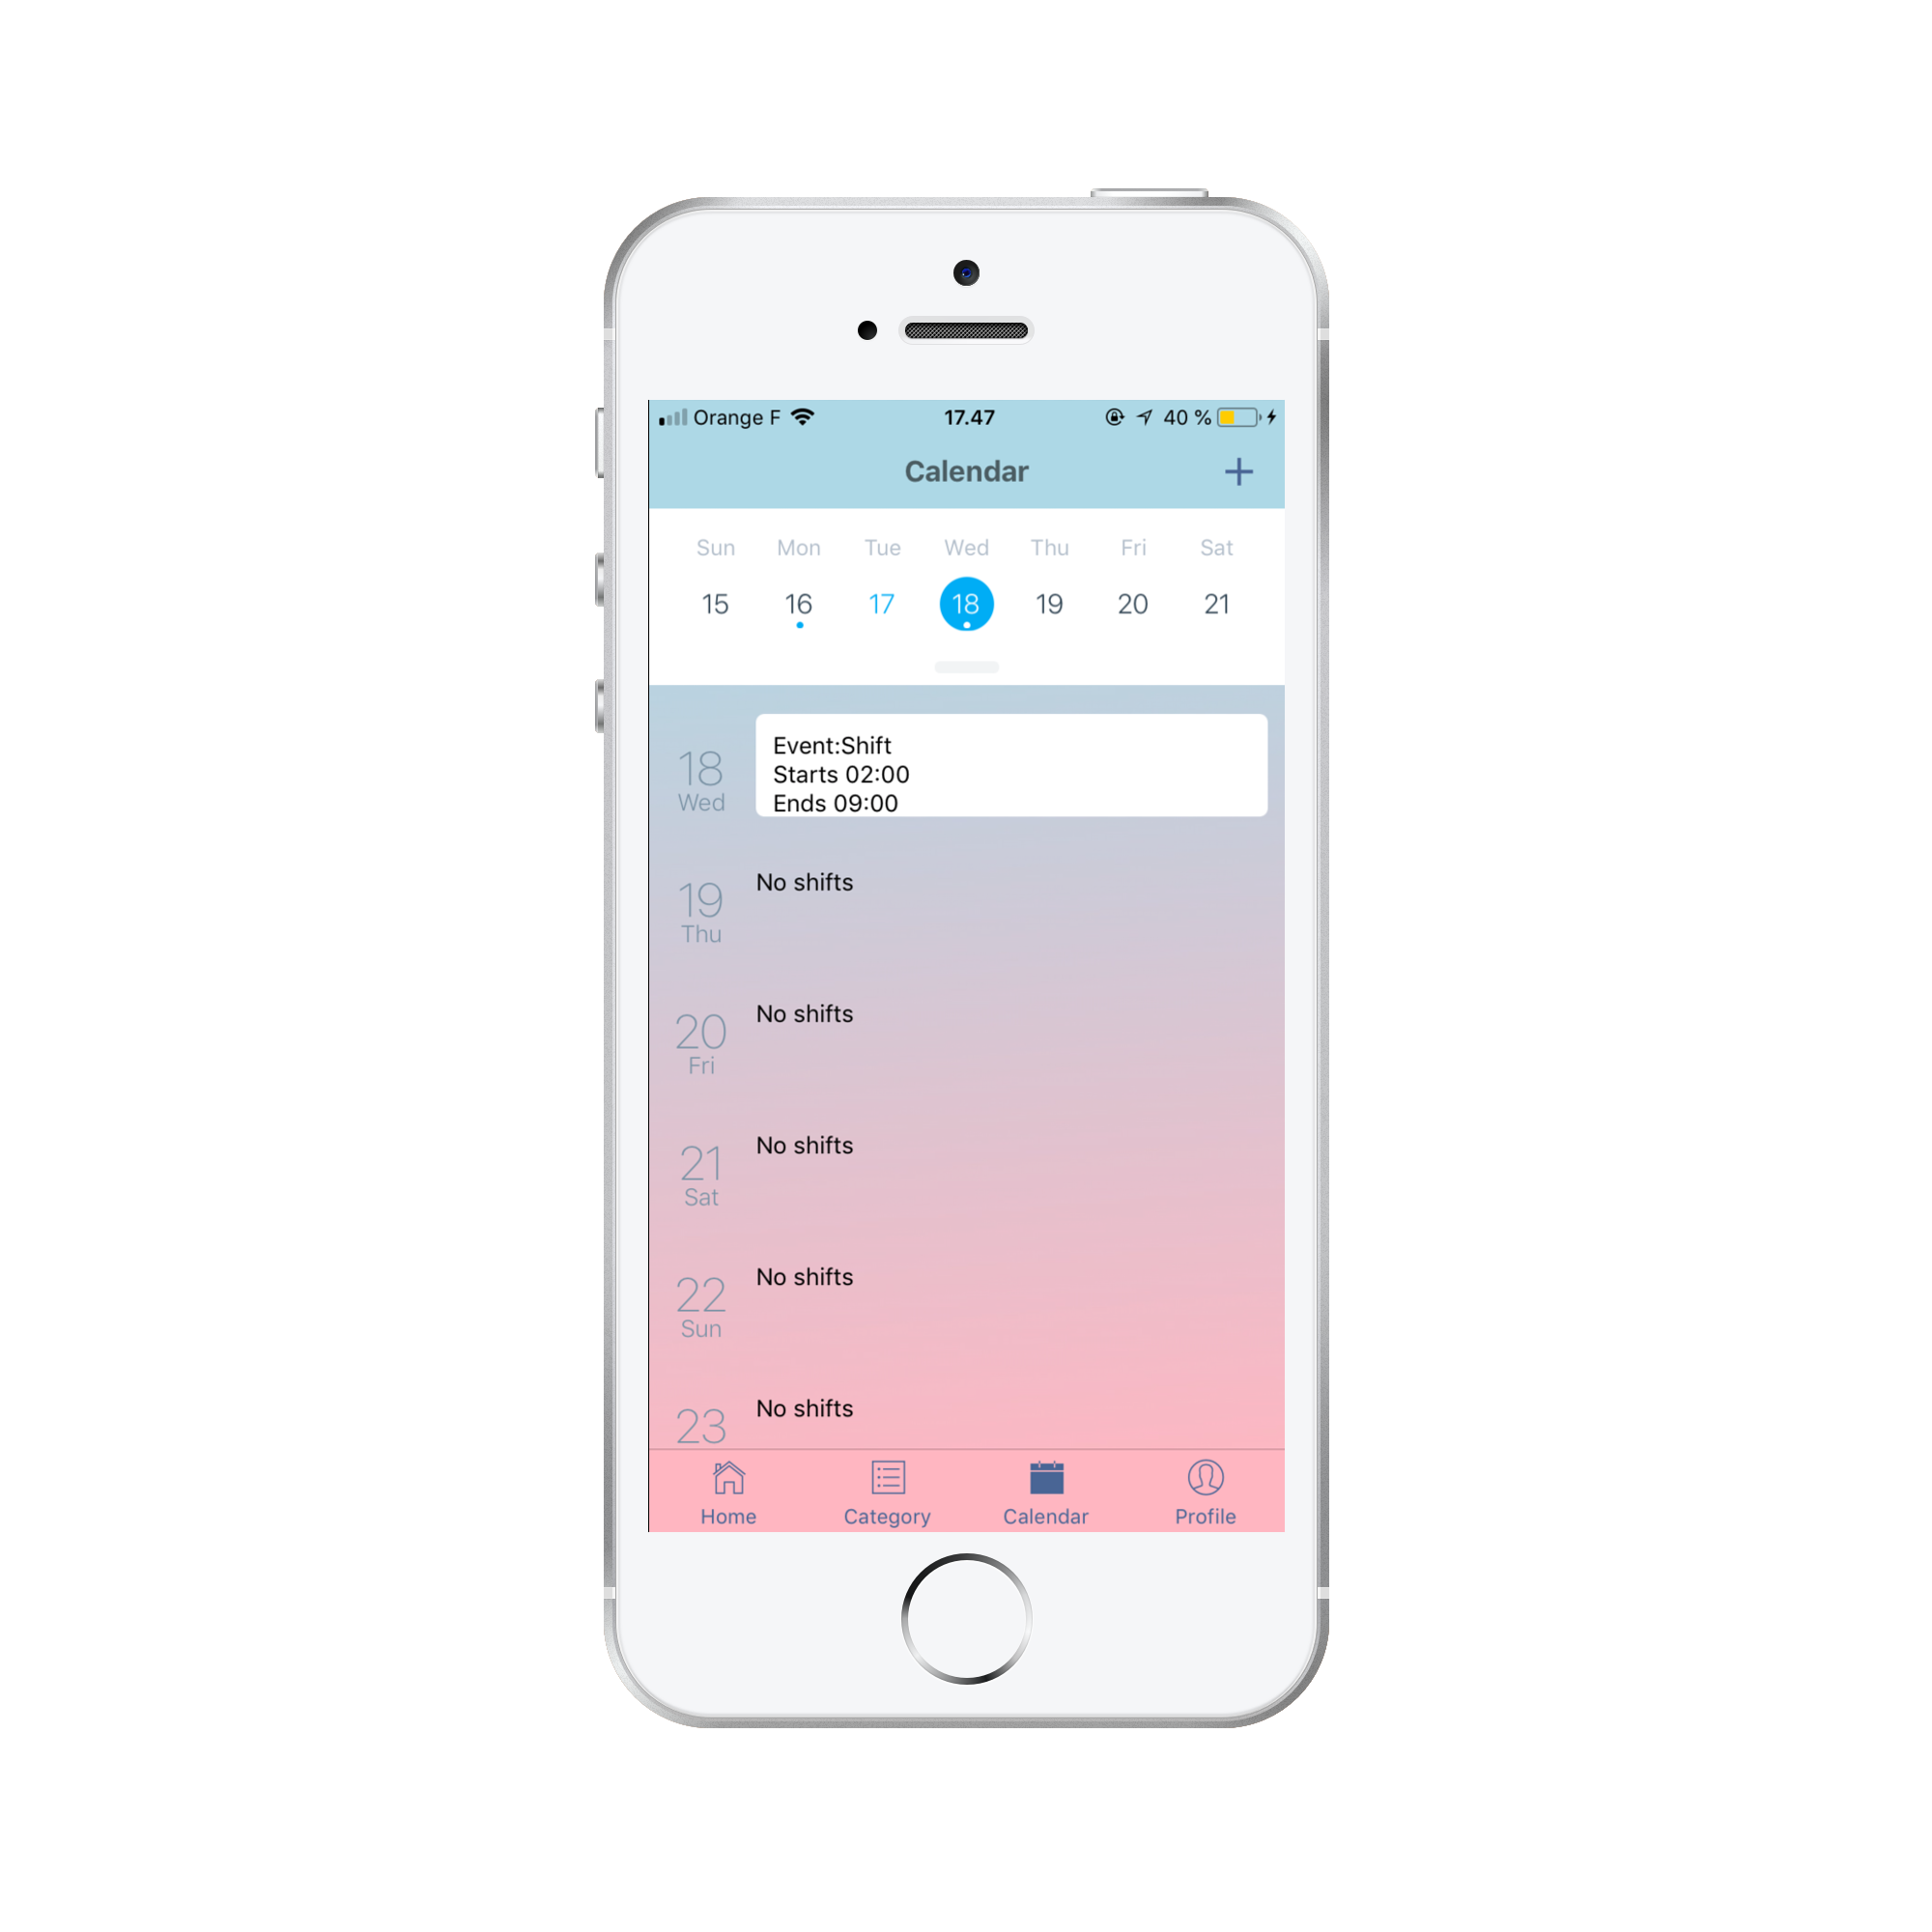 Orange F 17.47 40 %
Calendar
Sun Mon Tue Wed Thu Fri Sat
15 16 17 18 19 20 21
Event:Shift
Starts 02:00
Ends 09:00
18
Wed
No shifts
19
Thu
No shifts
20
Fri
No shifts
21
Sat
No shifts
22
Sun
No shifts
23
Home Category Calendar Profile